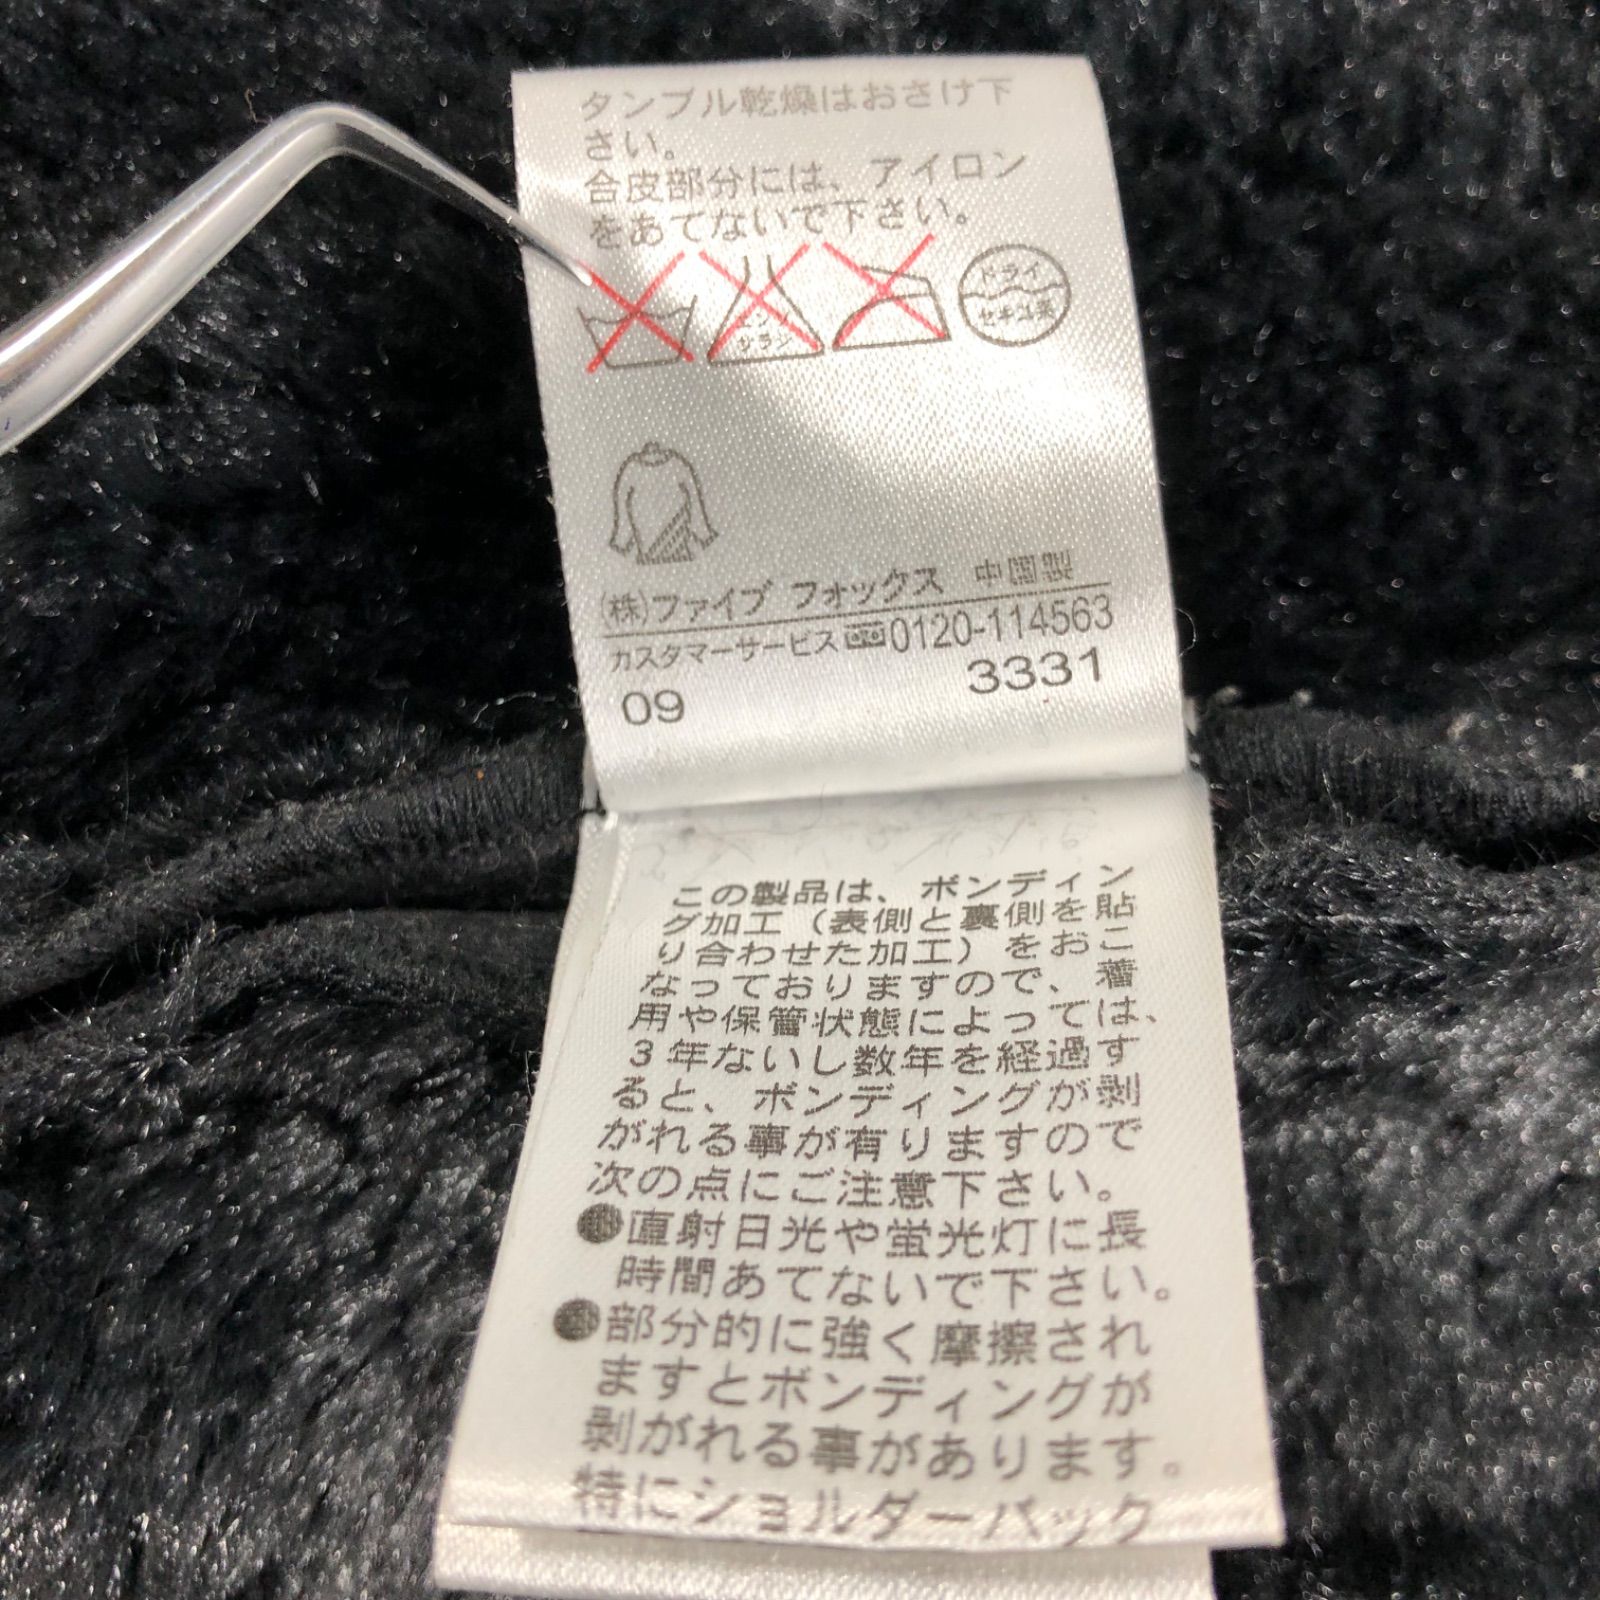 タンブル乾燥はおさけ下
さい。
合皮部分には、アイロン
をあてないで下さい。
エンソ
サラシ
ドライ
セキユ系
(株)ファイブ フォックス 中国製
カスタマーサービス 0120-114563
09 3331
この製品は、ボンディン
グ加工(表側と裏側を貼
り合わせた加工)をおこ
なっておりますので、着
用や保管状態によっては、
3年ないし数年を経過す
ると、ボンディングが剥
がれる事が有りますので
次の点にご注意下さい。
●直射日光や蛍光灯に長
時間あてないで下さい。
●部分的に強く摩擦され
ますとボンディングが
剥がれる事があります。
特にショルダーバック